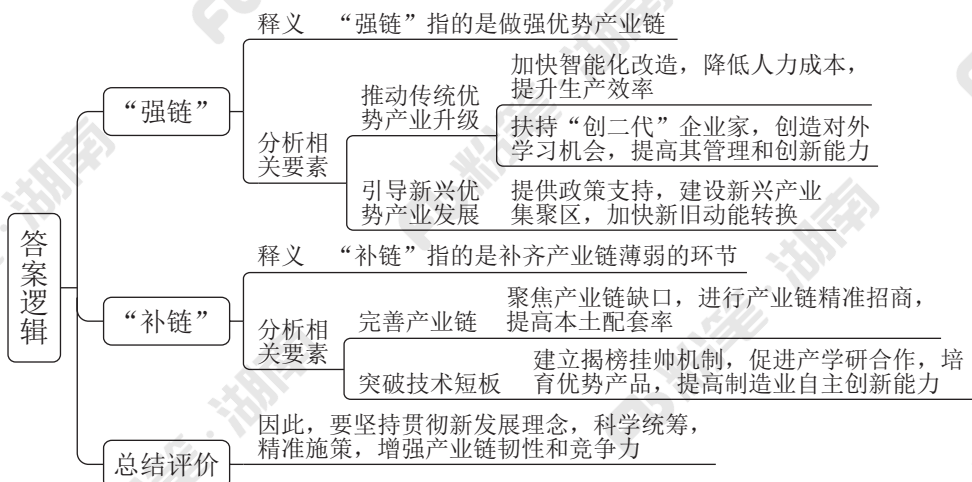 释义 “强链”指的是做强优势产业链
“强链”
分析相
关要素
推动传统优
势产业升级
加快智能化改造，降低人力成本，
提升生产效率
扶持“创二代”企业家，创造对外
学习机会，提高其管理和创新能力
引导新兴优
势产业发展
提供政策支持，建设新兴产业
集聚区，加快新旧动能转换
答案逻辑
释义 “补链”指的是补齐产业链薄弱的环节
“补链”
分析相
关要素
完善产业链
聚焦产业链缺口，进行产业链精准招商，
提高本土配套率
突破技术短板
建立揭榜挂帅机制，促进产学研合作，培
育优势产品，提高制造业自主创新能力
总结评价
因此，要坚持贯彻新发展理念，科学统筹，
精准施策，增强产业链韧性和竞争力
粉笔·湖南